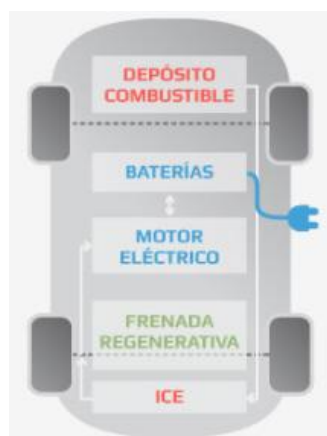 DEPÓSITO
COMBUSTIBLE
BATERÍAS
MOTOR
ELÉCTRICO
FRENADA
REGENERATIVA
ICE